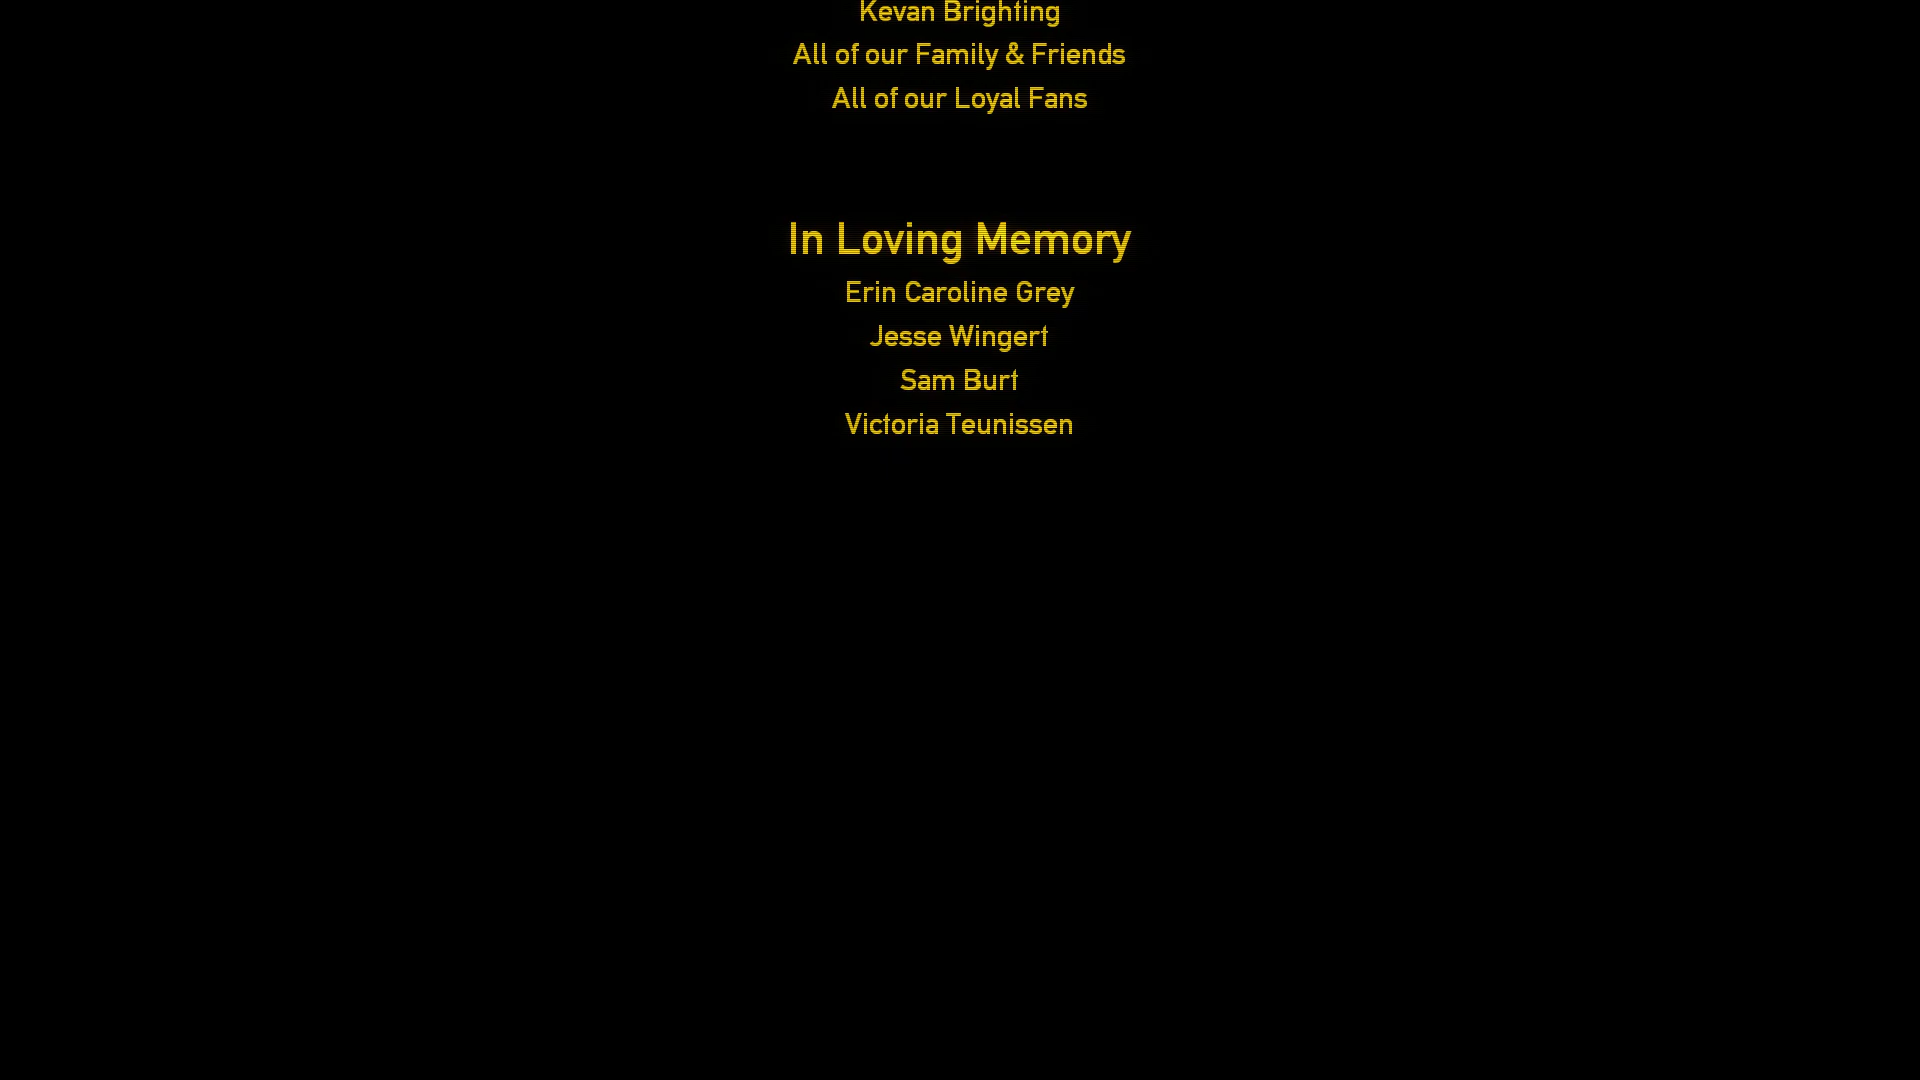 Kevan Brighting
All of our Family & Friends
All of our Loyal Fans
In Loving Memory
Erin Caroline Grey
Jesse Wingert
Sam Burt
Victoria Teunissen